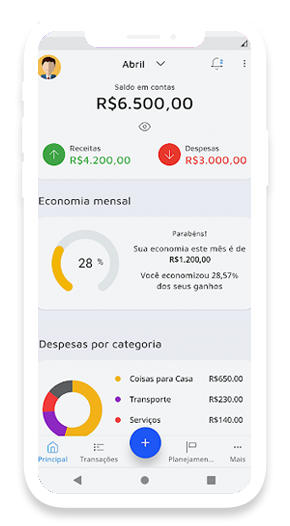 Abril
2
Saldo em contas
R$6.500,00
Receitas
R$4.200,00
Despesas
R$3.000,00
Economia mensal
28 %
Parabéns!
Sua economia este mês é de
R$1.200,00
Você economizou 28,57%
dos seus ganhos
Despesas por categoria
Coisas para Casa R$650.00
Transporte R$230.00
Serviços R$140.00
Principal Transações Planejamen... Mais